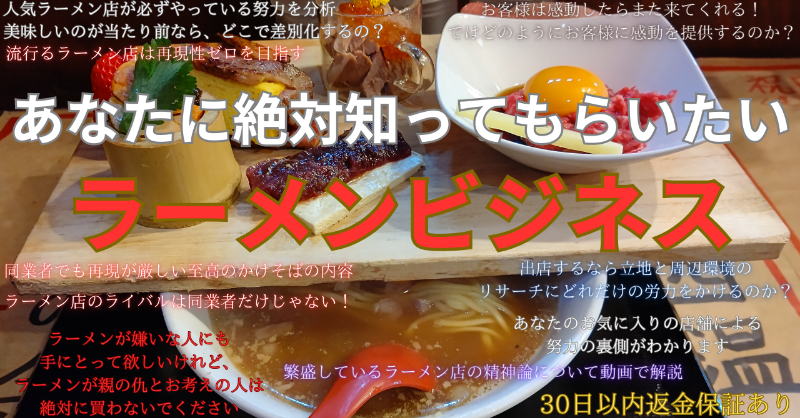 人気ラーメン店が必ずやっている努力を分析
美味しいのが当たり前なら、どこで差別化するの？
流行るラーメン店は再現性ゼロを目指す
お客様は感動したらまた来てくれる！
ではどのようにお客様に感動を提供するのか？
あなたに絶対知ってもらいたい
ラーメンビジネス
同業者でも再現が厳しい至高のかけそばの内容
ラーメン店のライバルは同業者だけじゃない！
出店するなら立地と周辺環境の
リサーチにどれだけの労力をかけるのか？
あなたのお気に入りの店舗による
努力の裏側がわかります
ラーメンが嫌いな人にも
手にとって欲しいけれど、
ラーメンが親の仇とお考えの人は
絶対に買わないでください
繁盛しているラーメン店の精神論について動画で解説
30日以内返金保証あり